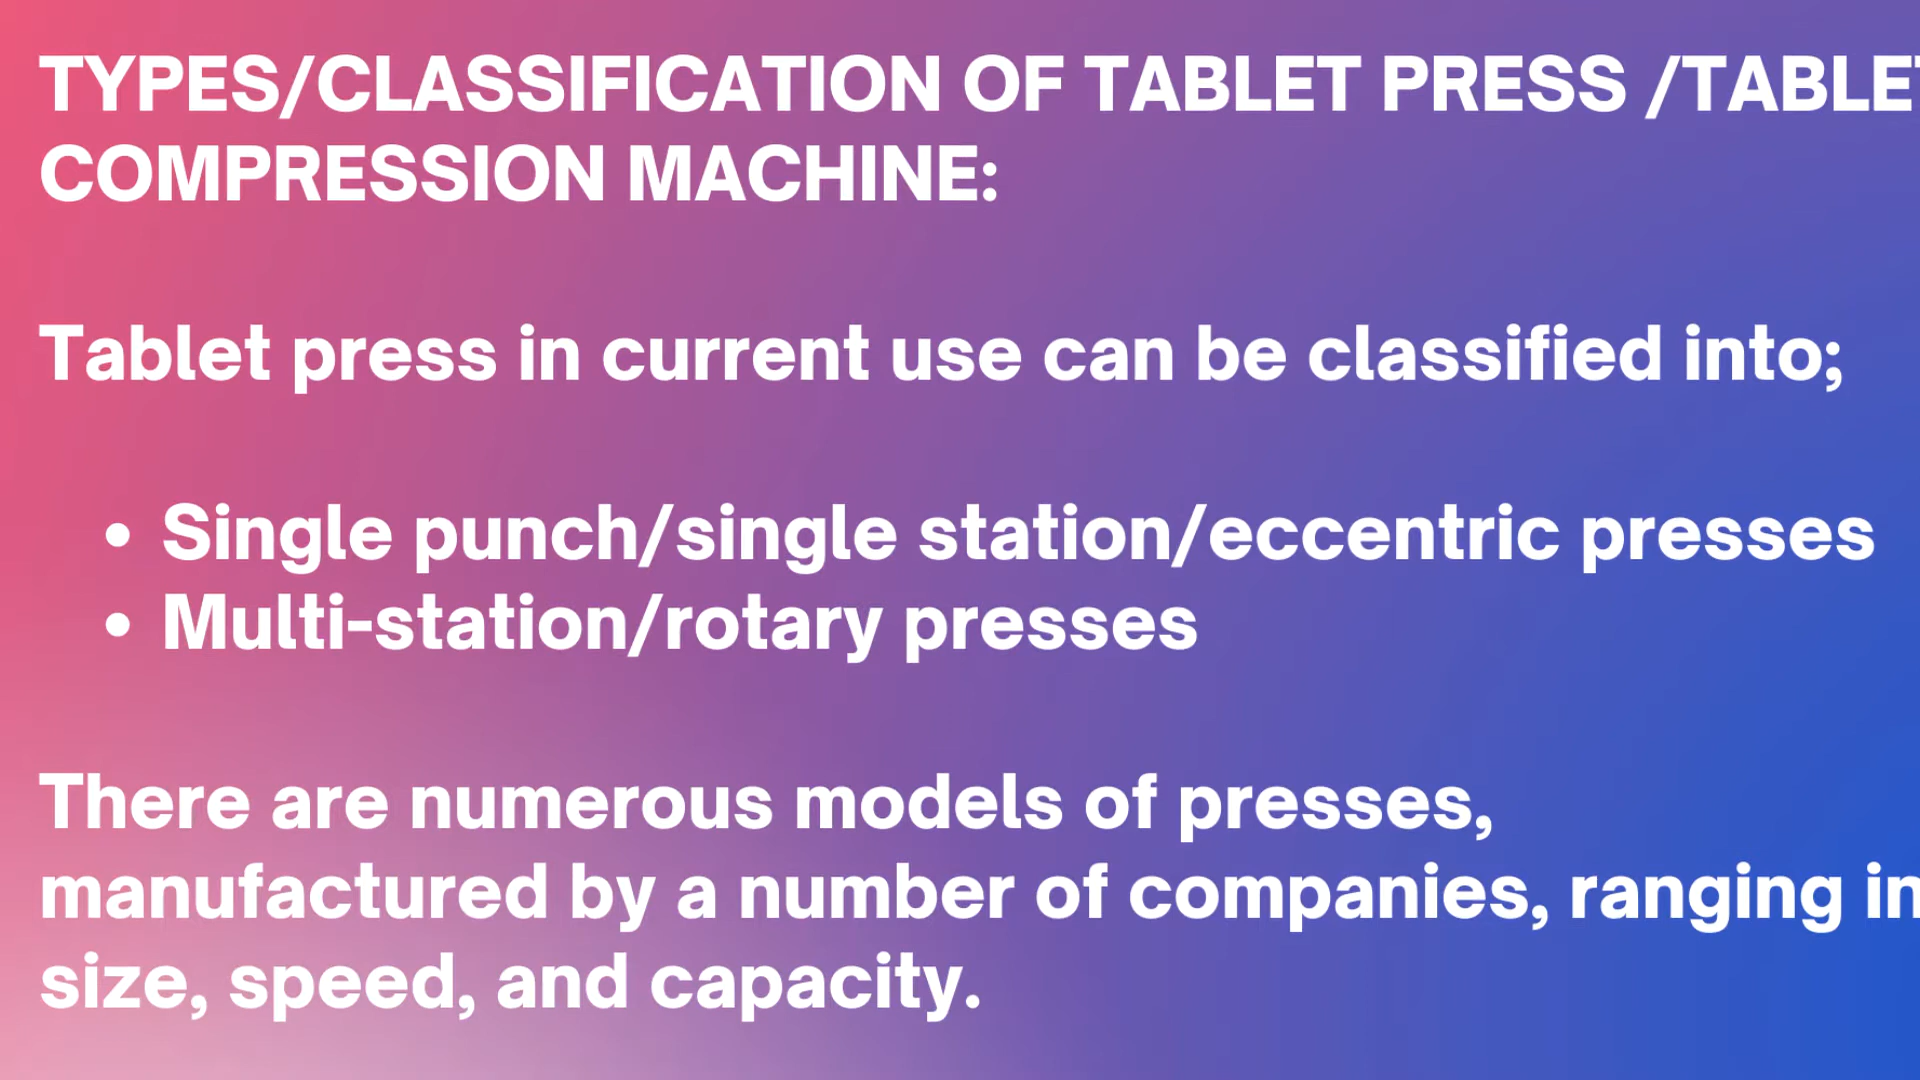 TYPES/CLASSIFICATION OF TABLET PRESS /TABLET
COMPRESSION MACHINE:
Tablet press in current use can be classified into;
• Single punch/single station/eccentric presses
• Multi-station/rotary presses
There are numerous models of presses,
manufactured by a number of companies, ranging in
size, speed, and capacity.